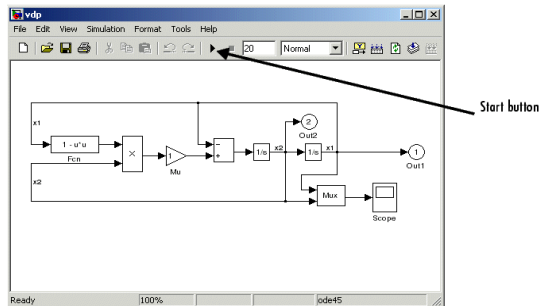 vdp
File Edit View Simulation Format Tools Help
20 Normal
Start button
x1
1 - u*u
Fcn
×
1
Mu
−
+
1/s
x2
2
Out2
1/s
x1
1
Out1
x2
Mux
Scope
Ready 100% ode45